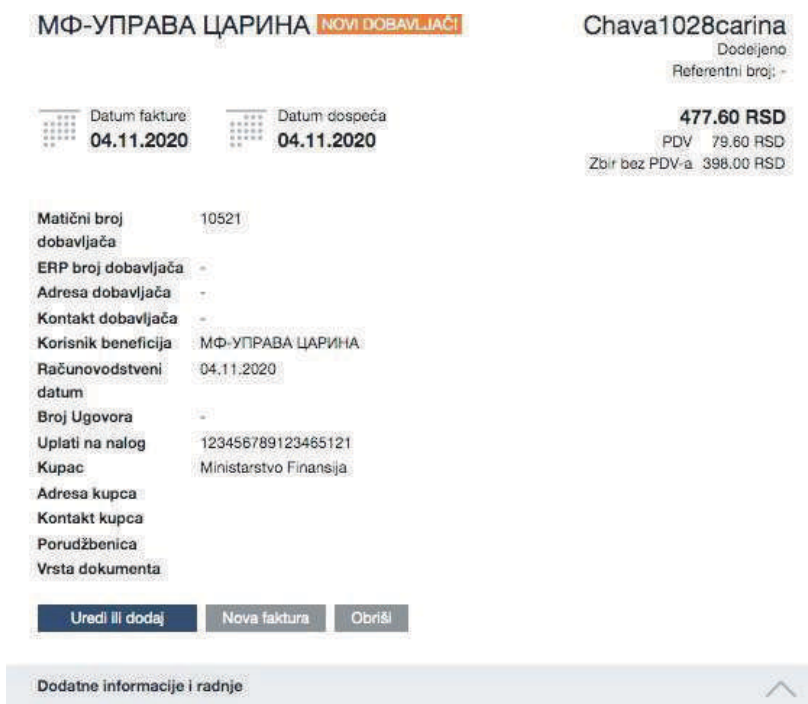 МФ-УПРАВА ЦАРИНА NOVI DOBAVLJAČ!
Chava1028carina
Dodeljeno
Referentni broj: -
Datum fakture
04.11.2020
Datum dospeća
04.11.2020
477.60 RSD
PDV 79.60 RSD
Zbir bez PDV-a 398.00 RSD
Matični broj dobavljača 10521
ERP broj dobavljača -
Adresa dobavljača -
Kontakt dobavljača -
Korisnik beneficija МФ-УПРАВА ЦАРИНА
Računovodstveni datum 04.11.2020
Broj Ugovora -
Uplati na nalog 123456789123465121
Kupac Ministarstvo Finansija
Adresa kupca
Kontakt kupca
Porudžbenica
Vrsta dokumenta
Uredi ili dodaj Nova faktura Obriši
Dodatne informacije i radnje